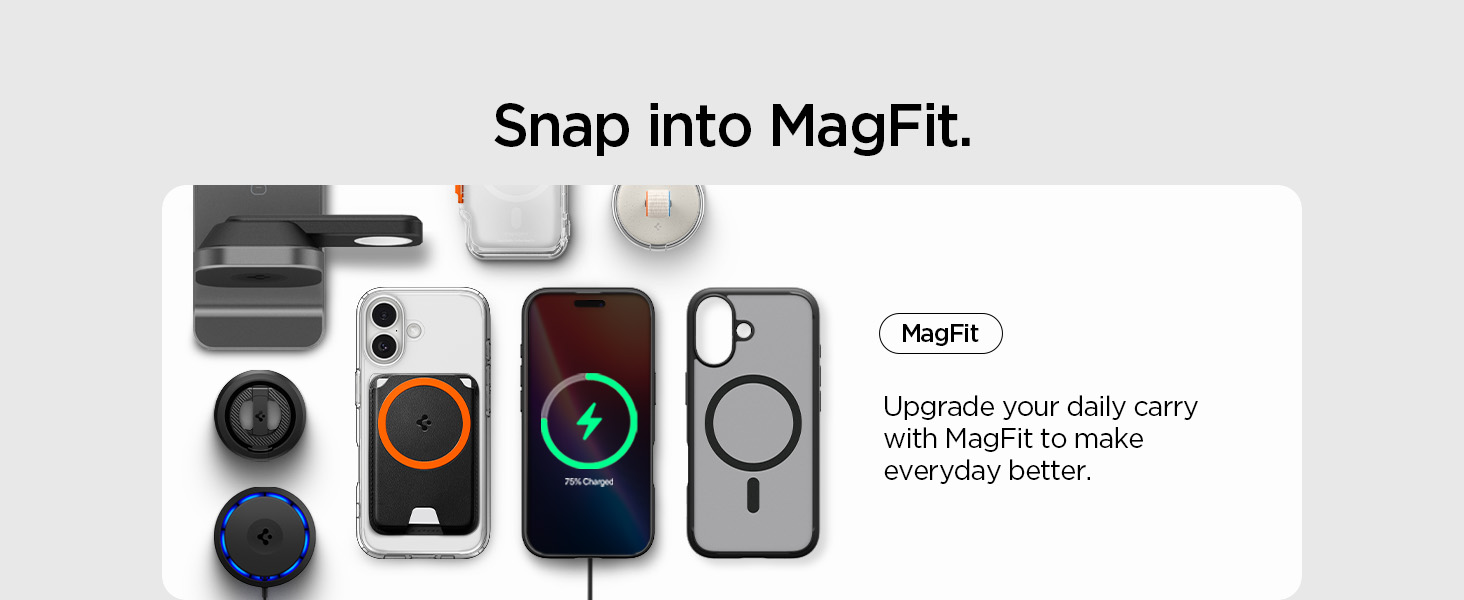 Snap into MagFit.
MagFit
Upgrade your daily carry
with MagFit to make
everyday better.
75% Charged